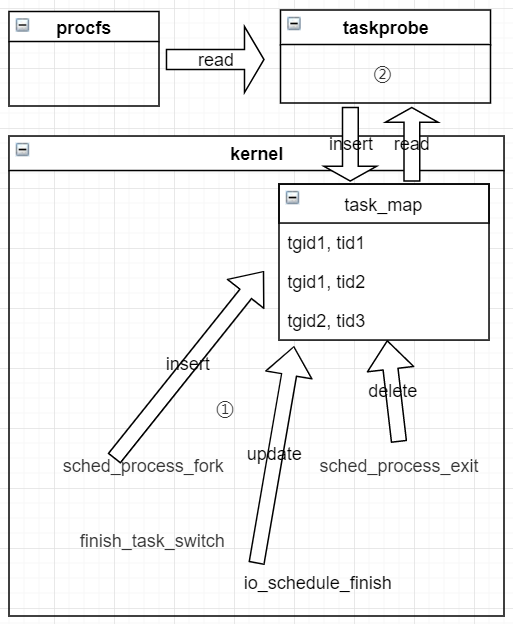 procfs
taskprobe
read
②
insert
read
kernel
task_map
tgid1, tid1
tgid1, tid2
tgid2, tid3
insert
delete
①
update
sched_process_fork
sched_process_exit
finish_task_switch
io_schedule_finish